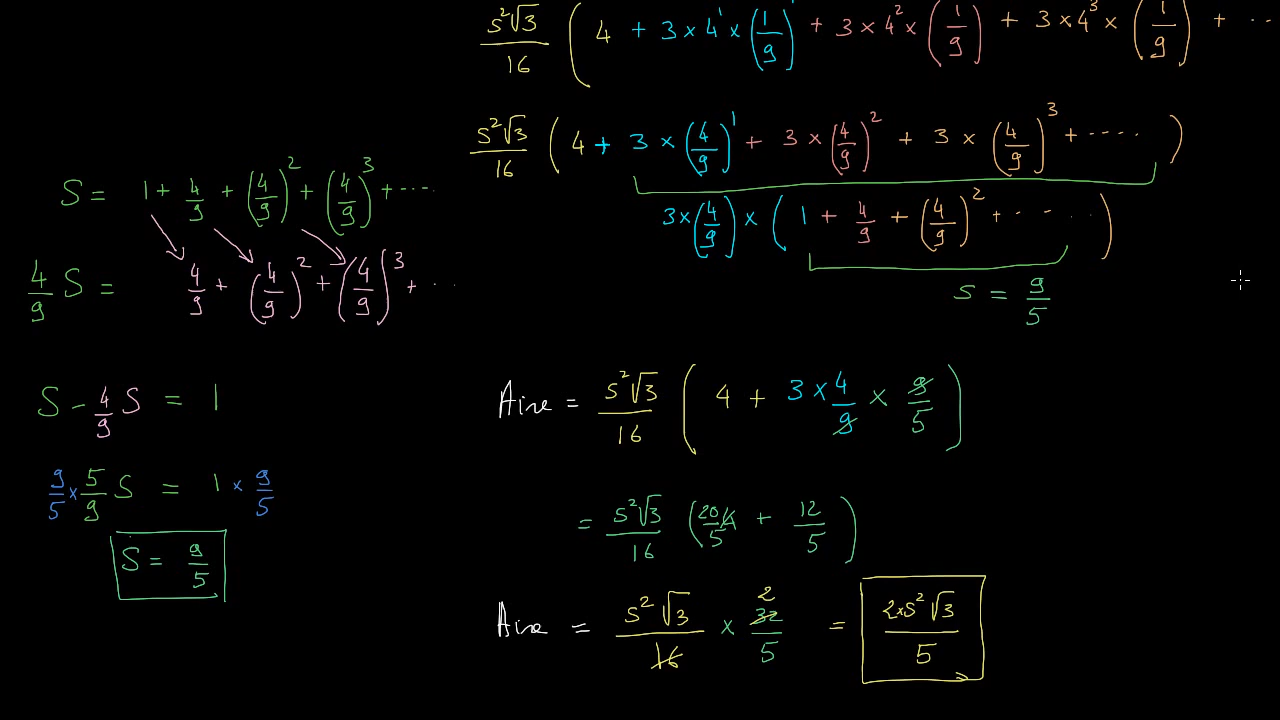 s²√3/16 ( 4 + 3 × 4¹ × (1/9)¹ + 3 × 4² × (1/9) + 3 × 4³ × (1/9) + ...
s²√3/16 ( 4 + 3 × (4/9)¹ + 3 × (4/9)² + 3 × (4/9)³ + ..... )
3 × (4/9) × ( 1 + 4/9 + (4/9)² + ...... )
S = 9/5
S = 1 + 4/9 + (4/9)² + (4/9)³ + .....
4/9 S = 4/9 + (4/9)² + (4/9)³ + ...
S - 4/9 S = 1
9/5 × 5/9 S = 1 × 9/5
S = 9/5
Aire = s²√3/16 ( 4 + 3 × 4/9 × 9/5 )
= s²√3/16 ( 20/5 4 + 12/5 )
Aire = s²√3/16 × 2 32/5 = 2×s²√3/5